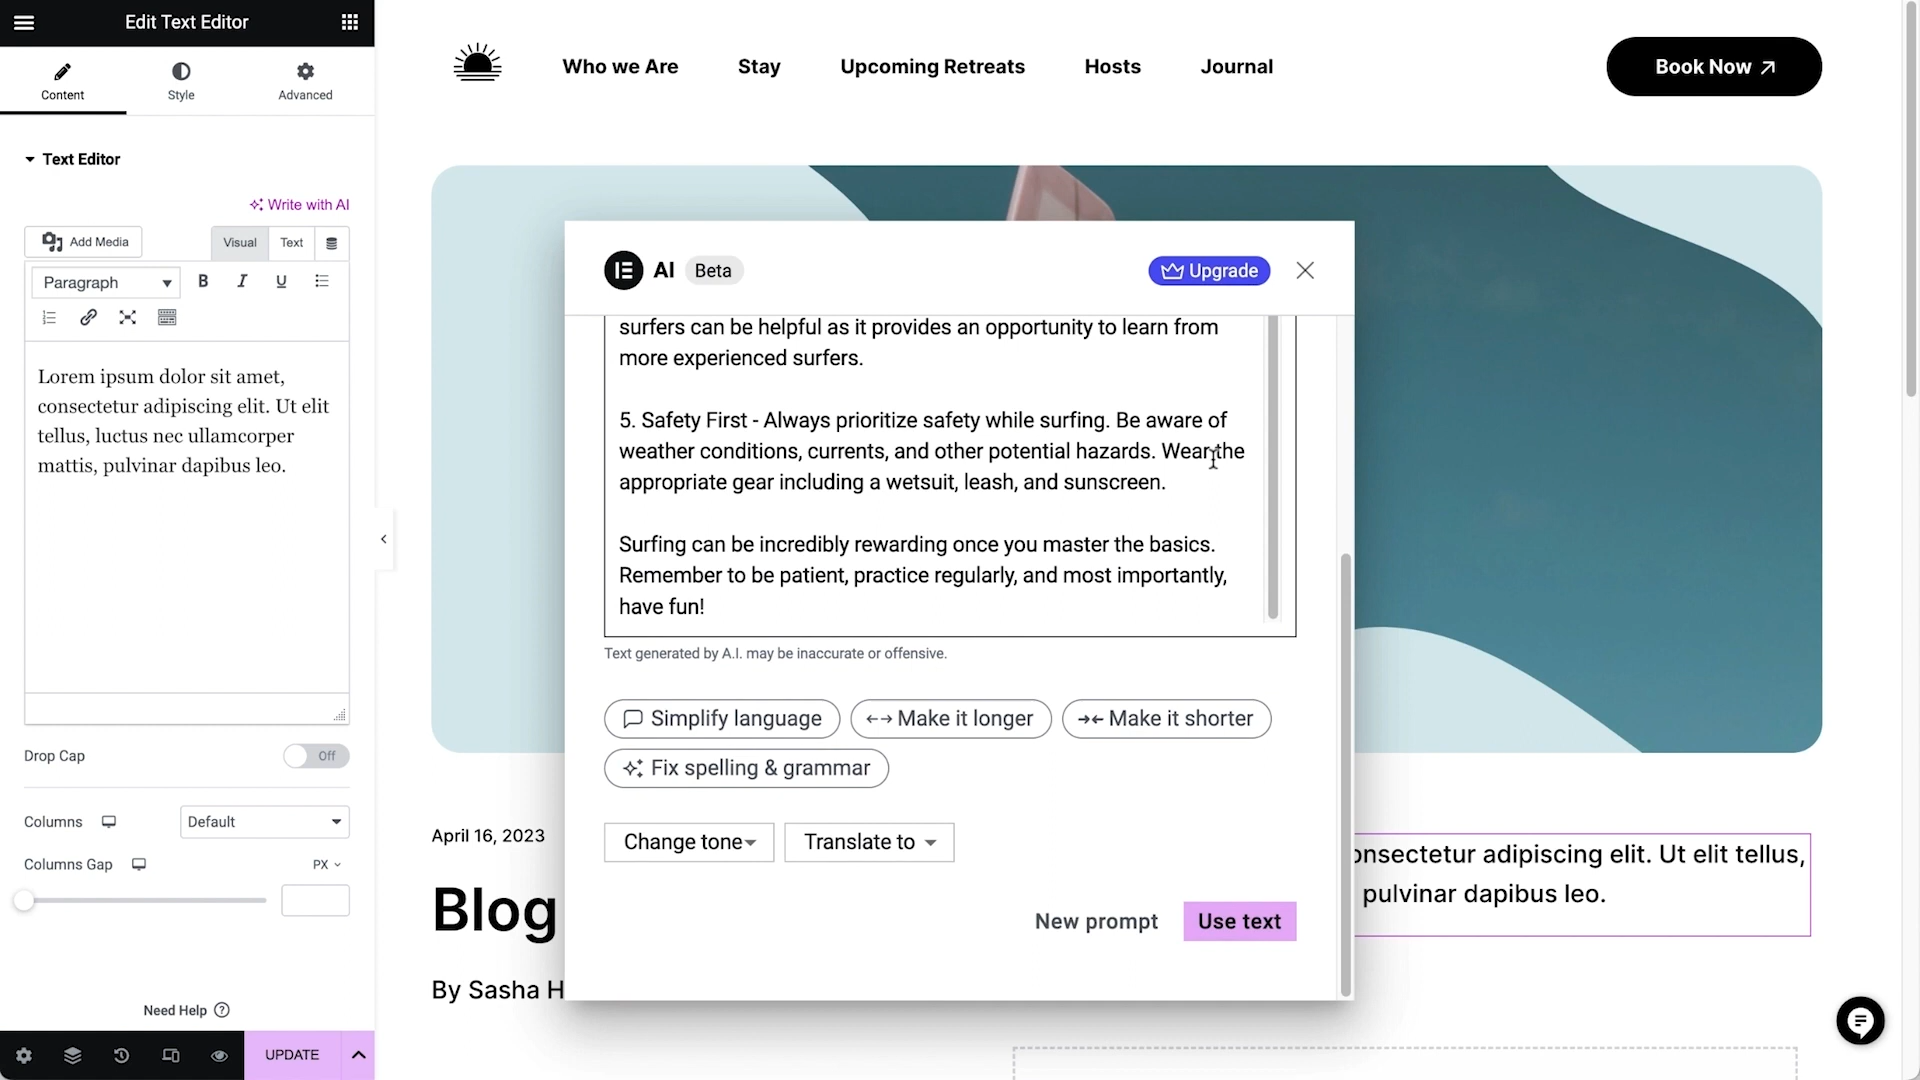 Edit Text Editor
Content
Style
Advanced
Text Editor
Write with AI
Add Media
Visual
Text
Paragraph
B
I
U
Lorem ipsum dolor sit amet,
consectetur adipiscing elit. Ut elit
tellus, luctus nec ullamcorper
mattis, pulvinar dapibus leo.
Drop Cap
Off
Columns
Default
Columns Gap
PX
Need Help
UPDATE
Who we Are
Stay
Upcoming Retreats
Hosts
Journal
Book Now
AI
Beta
Upgrade
surfers can be helpful as it provides an opportunity to learn from
more experienced surfers.
5. Safety First - Always prioritize safety while surfing. Be aware of
weather conditions, currents, and other potential hazards. Wear the
appropriate gear including a wetsuit, leash, and sunscreen.
Surfing can be incredibly rewarding once you master the basics.
Remember to be patient, practice regularly, and most importantly,
have fun!
Text generated by A.I. may be inaccurate or offensive.
Simplify language
Make it longer
Make it shorter
Fix spelling & grammar
Change tone
Translate to
New prompt
Use text
April 16, 2023
Blog
By Sasha H
onsectetur adipiscing elit. Ut elit tellus,
pulvinar dapibus leo.